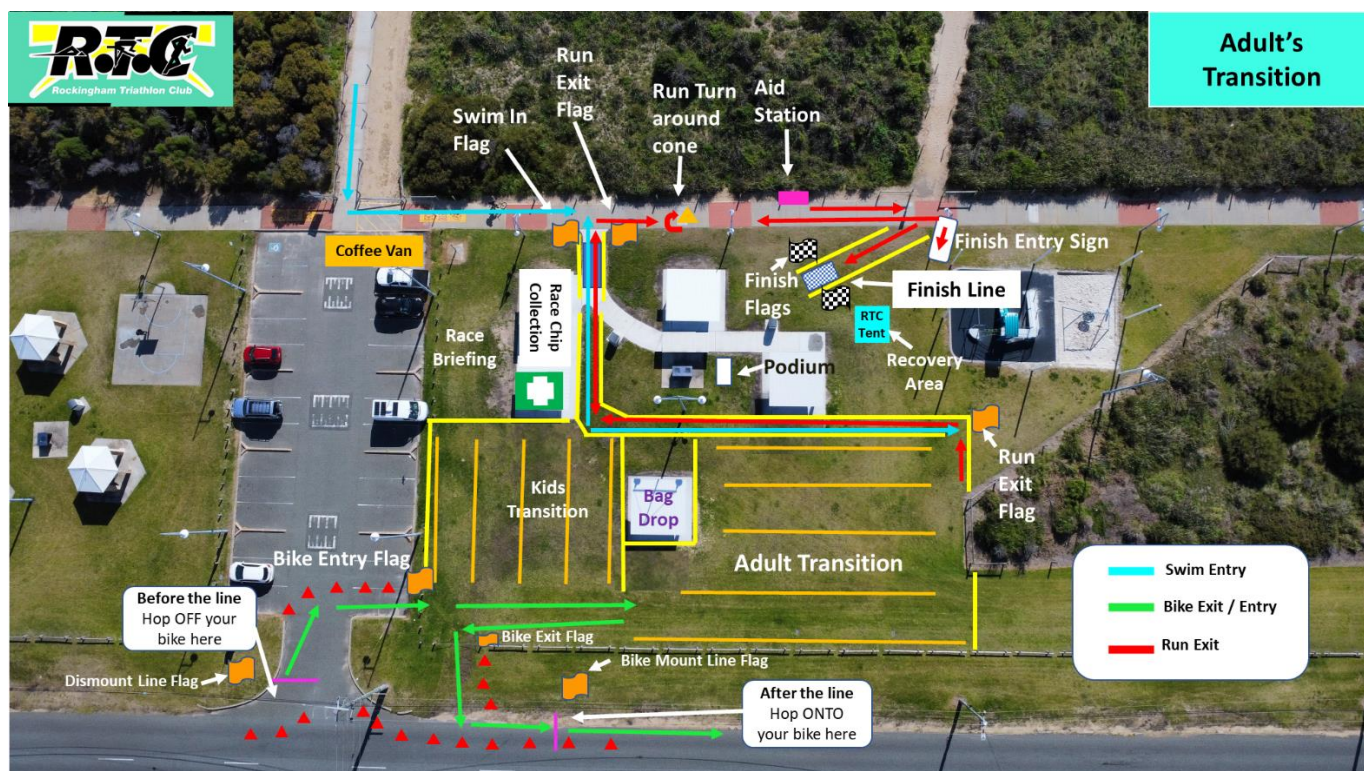 R.T.C
Rockingham Triathlon Club
Adult's
Transition
Swim In
Flag
Run
Exit
Flag
Run Turn
around
cone
Aid
Station
Coffee Van
Race Chip
Collection
Race
Briefing
Finish
Flags
Finish Entry Sign
Finish Line
RTC
Tent
Recovery
Area
Podium
Run
Exit
Flag
Kids
Transition
Bag
Drop
Adult Transition
Bike Entry Flag
Before the line
Hop OFF your
bike here
Dismount Line Flag
Bike Exit Flag
Bike Mount Line Flag
After the line
Hop ONTO
your bike here
Swim Entry
Bike Exit / Entry
Run Exit